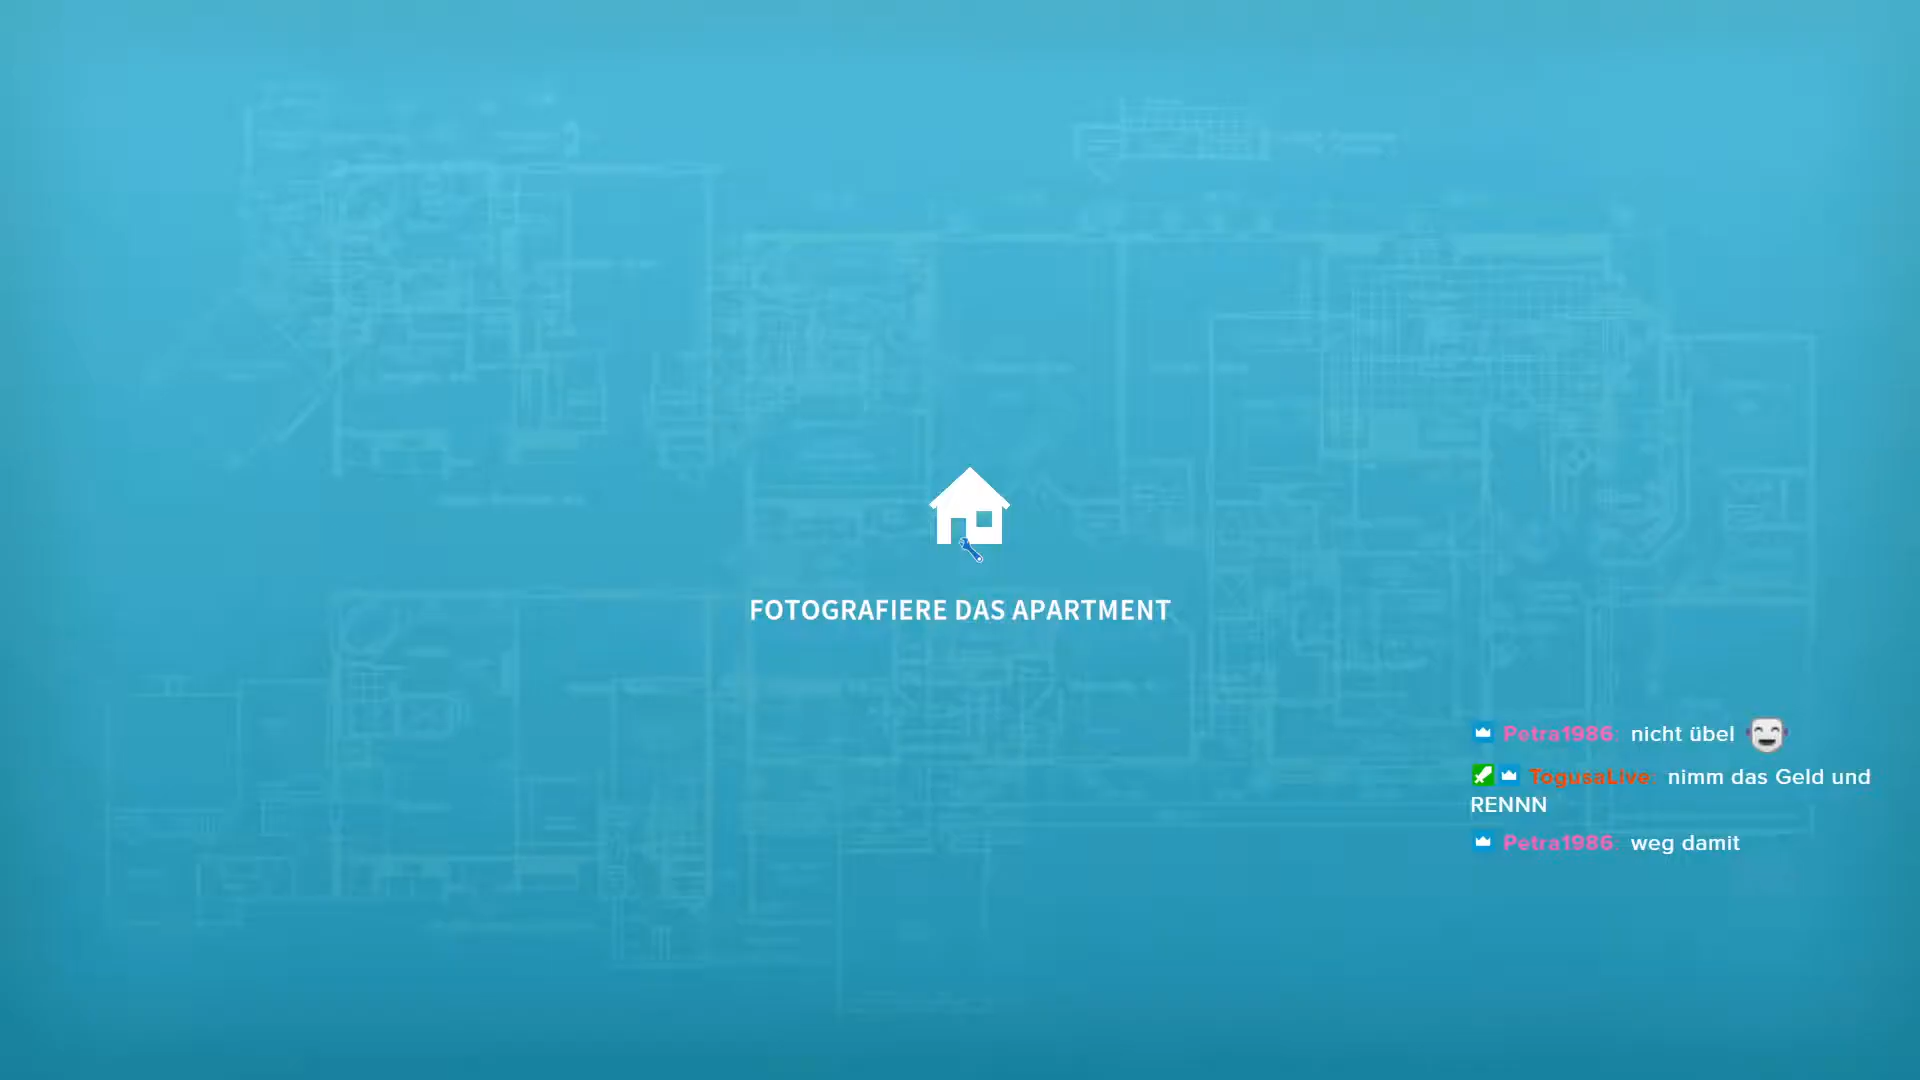 FOTOGRAFIERE DAS APARTMENT
Petra1986: nicht übel
TogusaLive: nimm das Geld und
RENNN
Petra1986: weg damit